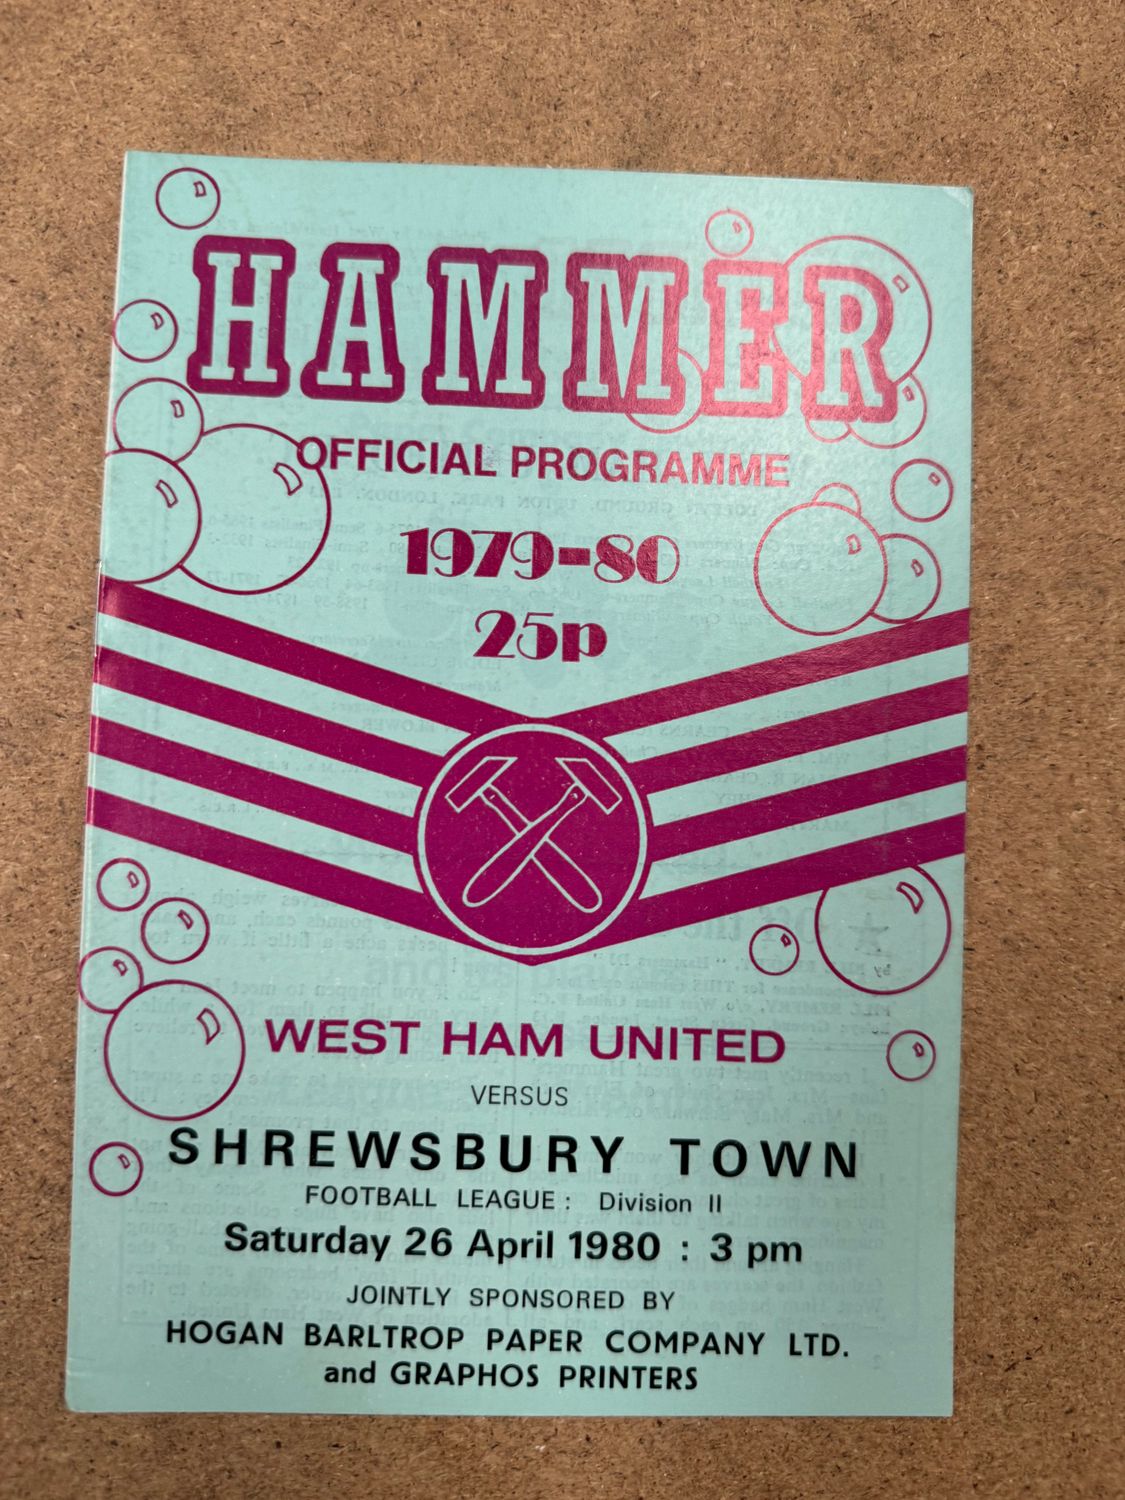 HAMMER
OFFICIAL PROGRAMME
1979-80
25p
WEST HAM UNITED
VERSUS
SHREWSBURY TOWN
FOOTBALL LEAGUE : Division II
Saturday 26 April 1980 : 3 pm
JOINTLY SPONSORED BY
HOGAN BARLTROP PAPER COMPANY LTD.
and GRAPHOS PRINTERS